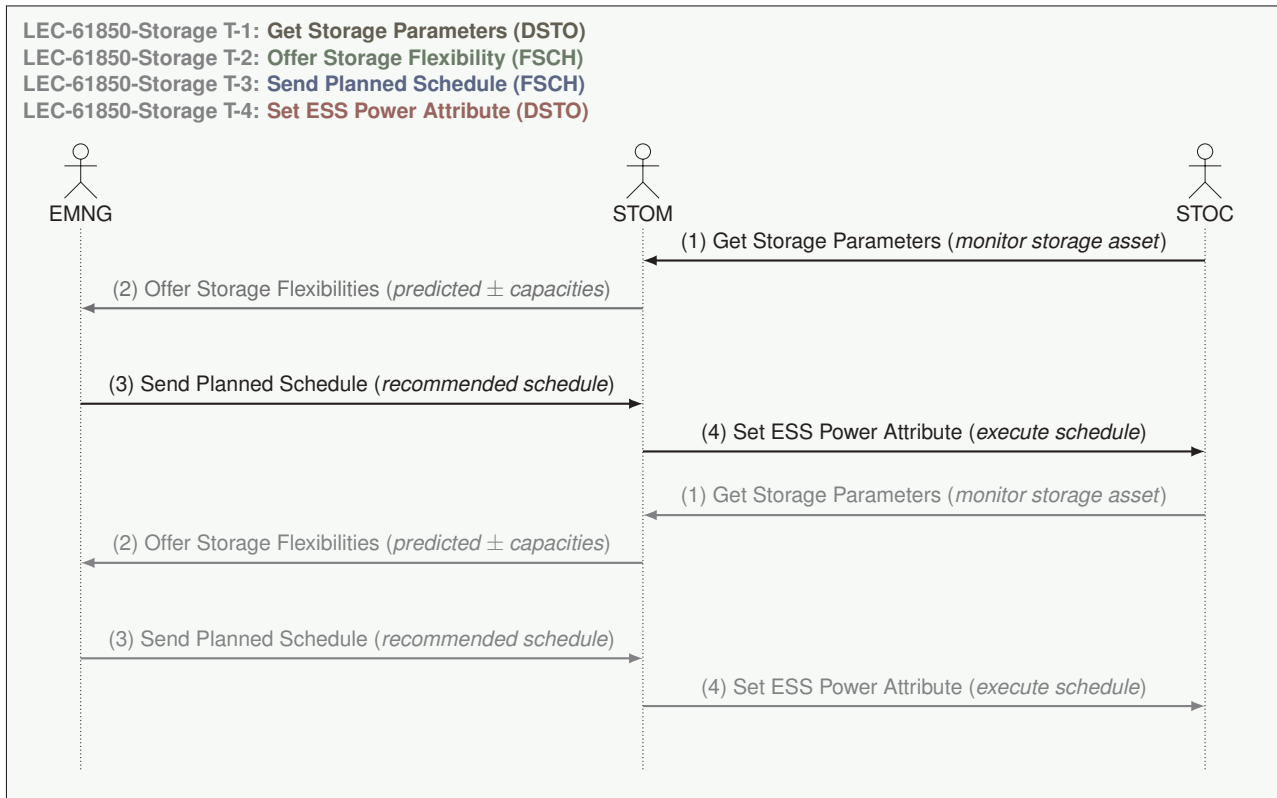 LEC-61850-Storage T-1: Get Storage Parameters (DSTO)
LEC-61850-Storage T-2: Offer Storage Flexibility (FSCH)
LEC-61850-Storage T-3: Send Planned Schedule (FSCH)
LEC-61850-Storage T-4: Set ESS Power Attribute (DSTO)
EMNG
STOM
STOC
(1) Get Storage Parameters (monitor storage asset)
(2) Offer Storage Flexibilities (predicted ± capacities)
(3) Send Planned Schedule (recommended schedule)
(4) Set ESS Power Attribute (execute schedule)
(1) Get Storage Parameters (monitor storage asset)
(2) Offer Storage Flexibilities (predicted ± capacities)
(3) Send Planned Schedule (recommended schedule)
(4) Set ESS Power Attribute (execute schedule)